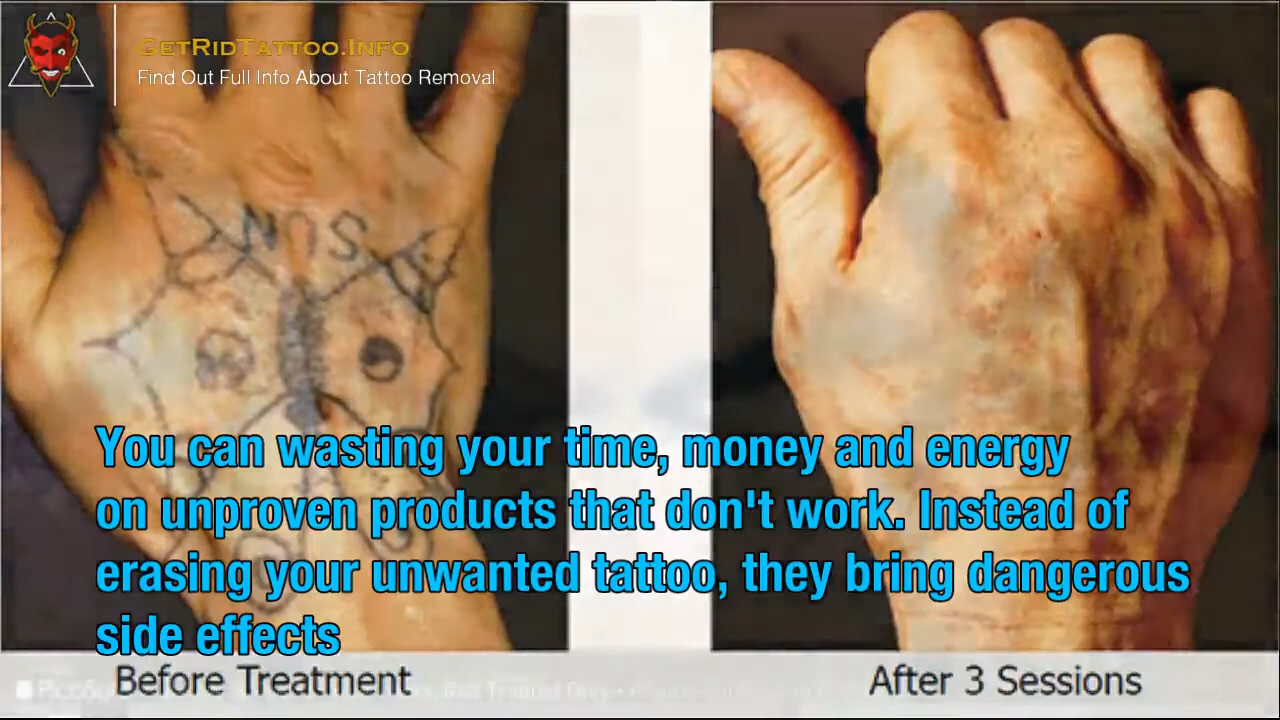 GetRidTattoo.Info
Find Out Full Info About Tattoo Removal
NOS
You can wasting your time, money and energy
on unproven products that don't work. Instead of
erasing your unwanted tattoo, they bring dangerous
side effects
Before Treatment
After 3 Sessions